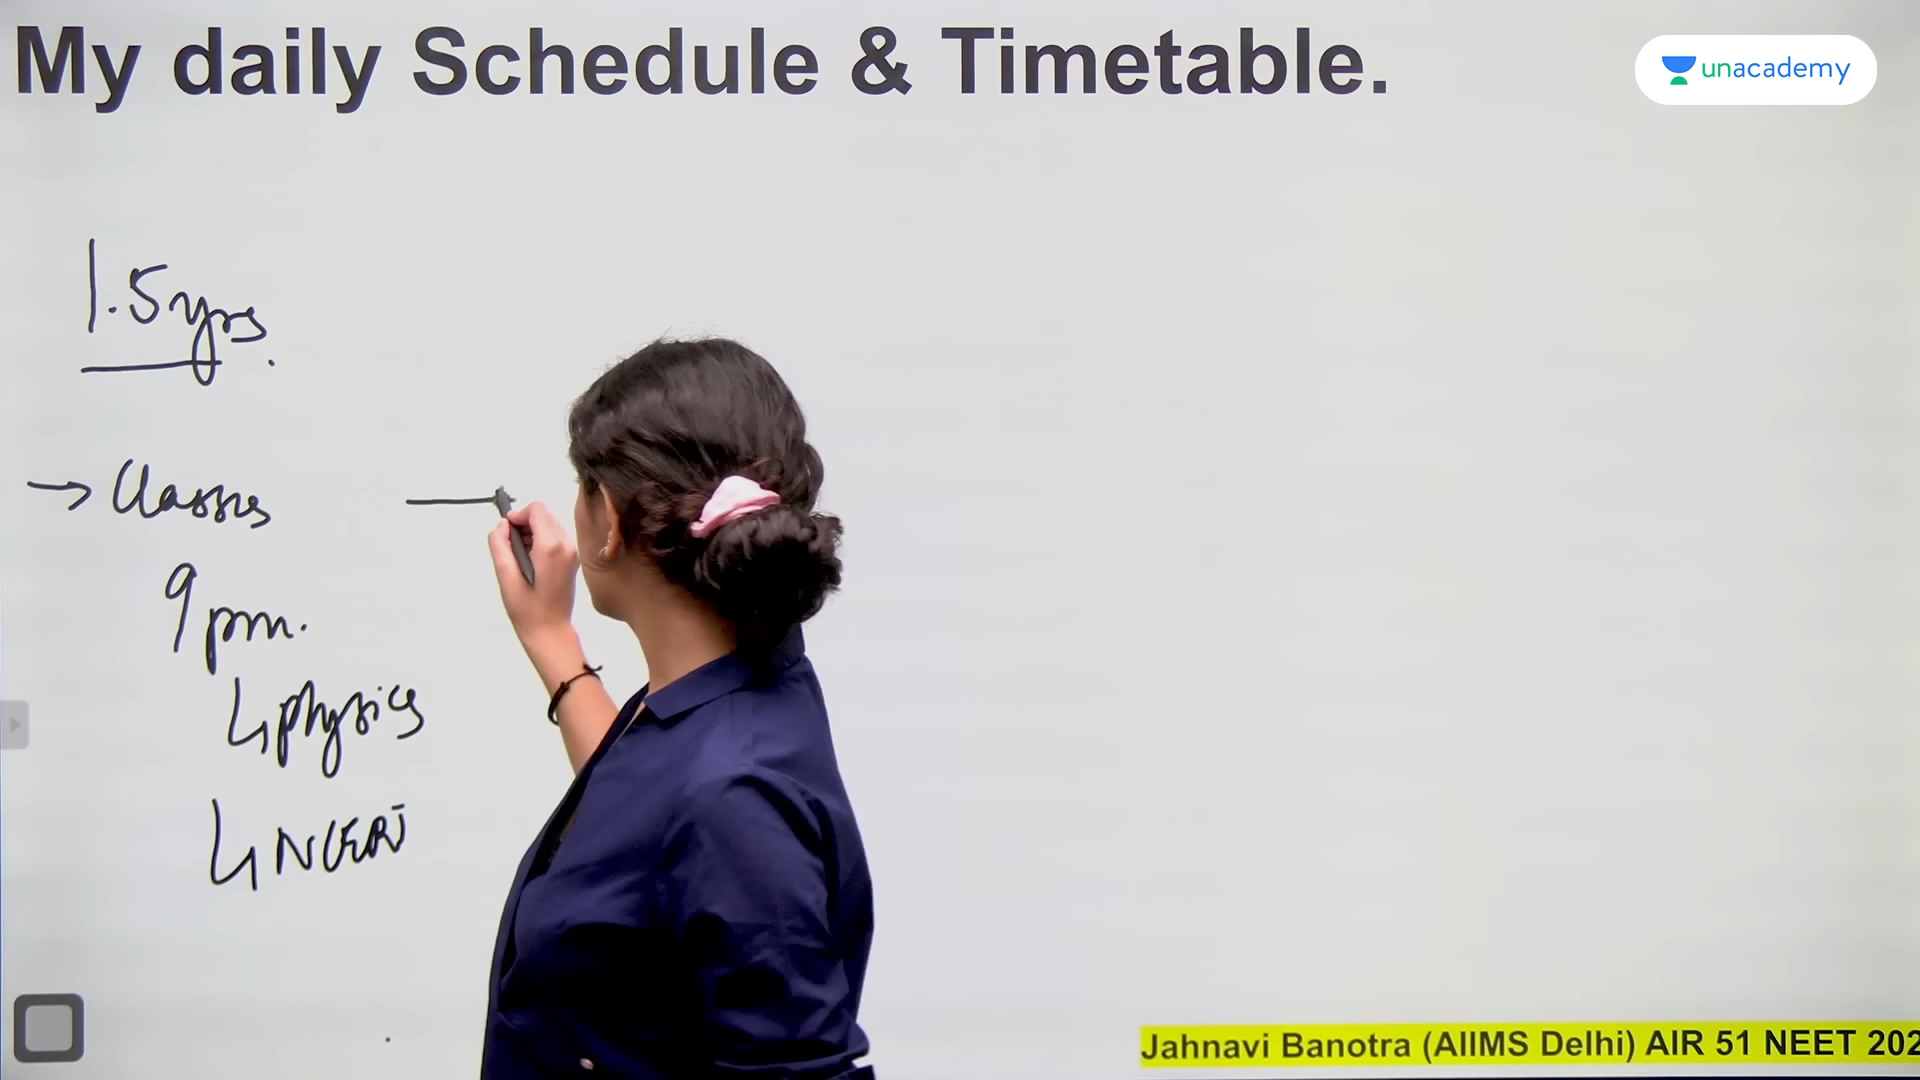 My daily Schedule & Timetable.
unacademy
1.5 yrs.
→ Classes
9 pm.
↳ physics
↳ NCERT
Jahnavi Banotra (AIIMS Delhi) AIR 51 NEET 202